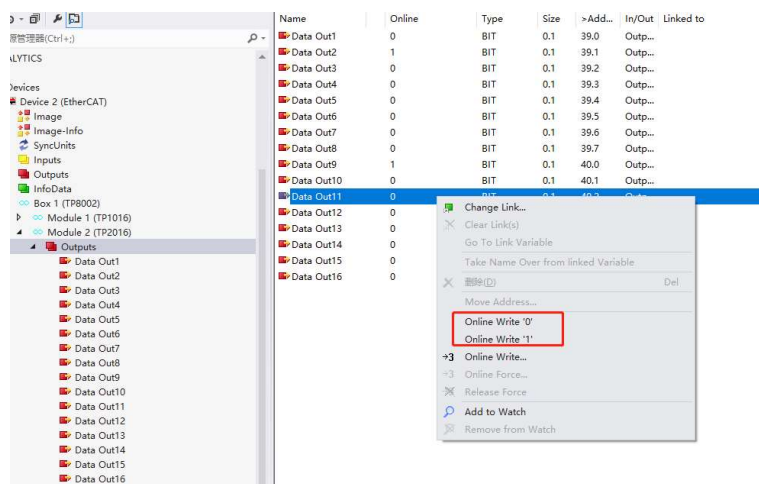 源管理器(Ctrl+;)
ALYTICS
Devices
Device 2 (EtherCAT)
Image
Image-Info
SyncUnits
Inputs
Outputs
InfoData
Box 1 (TP8002)
Module 1 (TP1016)
Module 2 (TP2016)
Outputs
Data Out1
Data Out2
Data Out3
Data Out4
Data Out5
Data Out6
Data Out7
Data Out8
Data Out9
Data Out10
Data Out11
Data Out12
Data Out13
Data Out14
Data Out15
Data Out16
Name Online Type Size >Add... In/Out Linked to
Data Out1 0 BIT 0.1 39.0 Outp...
Data Out2 1 BIT 0.1 39.1 Outp...
Data Out3 0 BIT 0.1 39.2 Outp...
Data Out4 0 BIT 0.1 39.3 Outp...
Data Out5 0 BIT 0.1 39.4 Outp...
Data Out6 0 BIT 0.1 39.5 Outp...
Data Out7 0 BIT 0.1 39.6 Outp...
Data Out8 0 BIT 0.1 39.7 Outp...
Data Out9 1 BIT 0.1 40.0 Outp...
Data Out10 0 BIT 0.1 40.1 Outp...
Data Out11 0 BIT 0.1 40.2 Outp...
Data Out12 0
Data Out13 0
Data Out14 0
Data Out15 0
Data Out16 0
Change Link...
Clear Link(s)
Go To Link Variable
Take Name Over from linked Variable
删除(D) Del
Move Address...
Online Write '0'
Online Write '1'
Online Write...
Online Force...
Release Force
Add to Watch
Remove from Watch